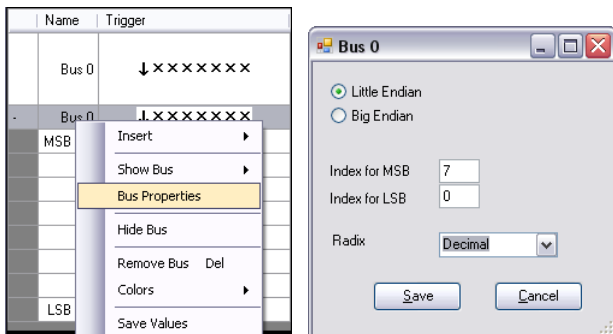 Name Trigger
Bus 0 ↓×××××××
- Bus 0 ↓×××××××
MSB
Insert
Show Bus
Bus Properties
Hide Bus
Remove Bus Del
Colors
LSB
Save Values
Bus 0
Little Endian
Big Endian
Index for MSB 7
Index for LSB 0
Radix Decimal
Save Cancel